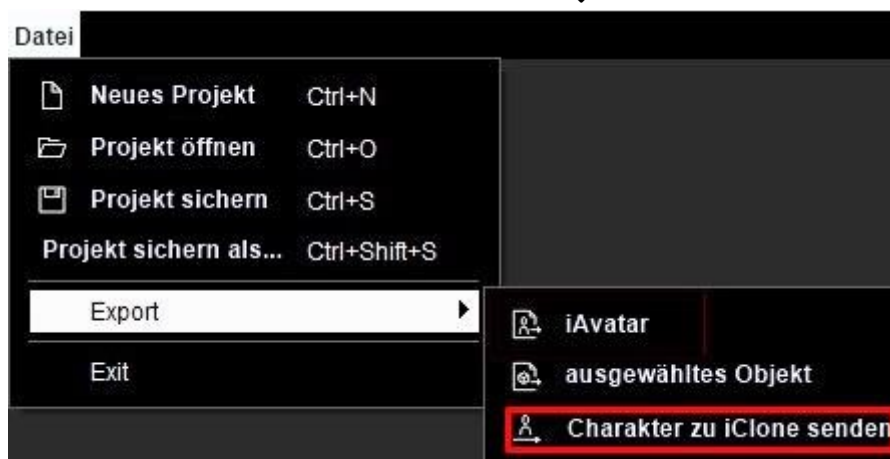 Datei
Neues Projekt Ctrl+N
Projekt öffnen Ctrl+O
Projekt sichern Ctrl+S
Projekt sichern als... Ctrl+Shift+S
Export
iAvatar
Exit
ausgewähltes Objekt
Charakter zu iClone senden